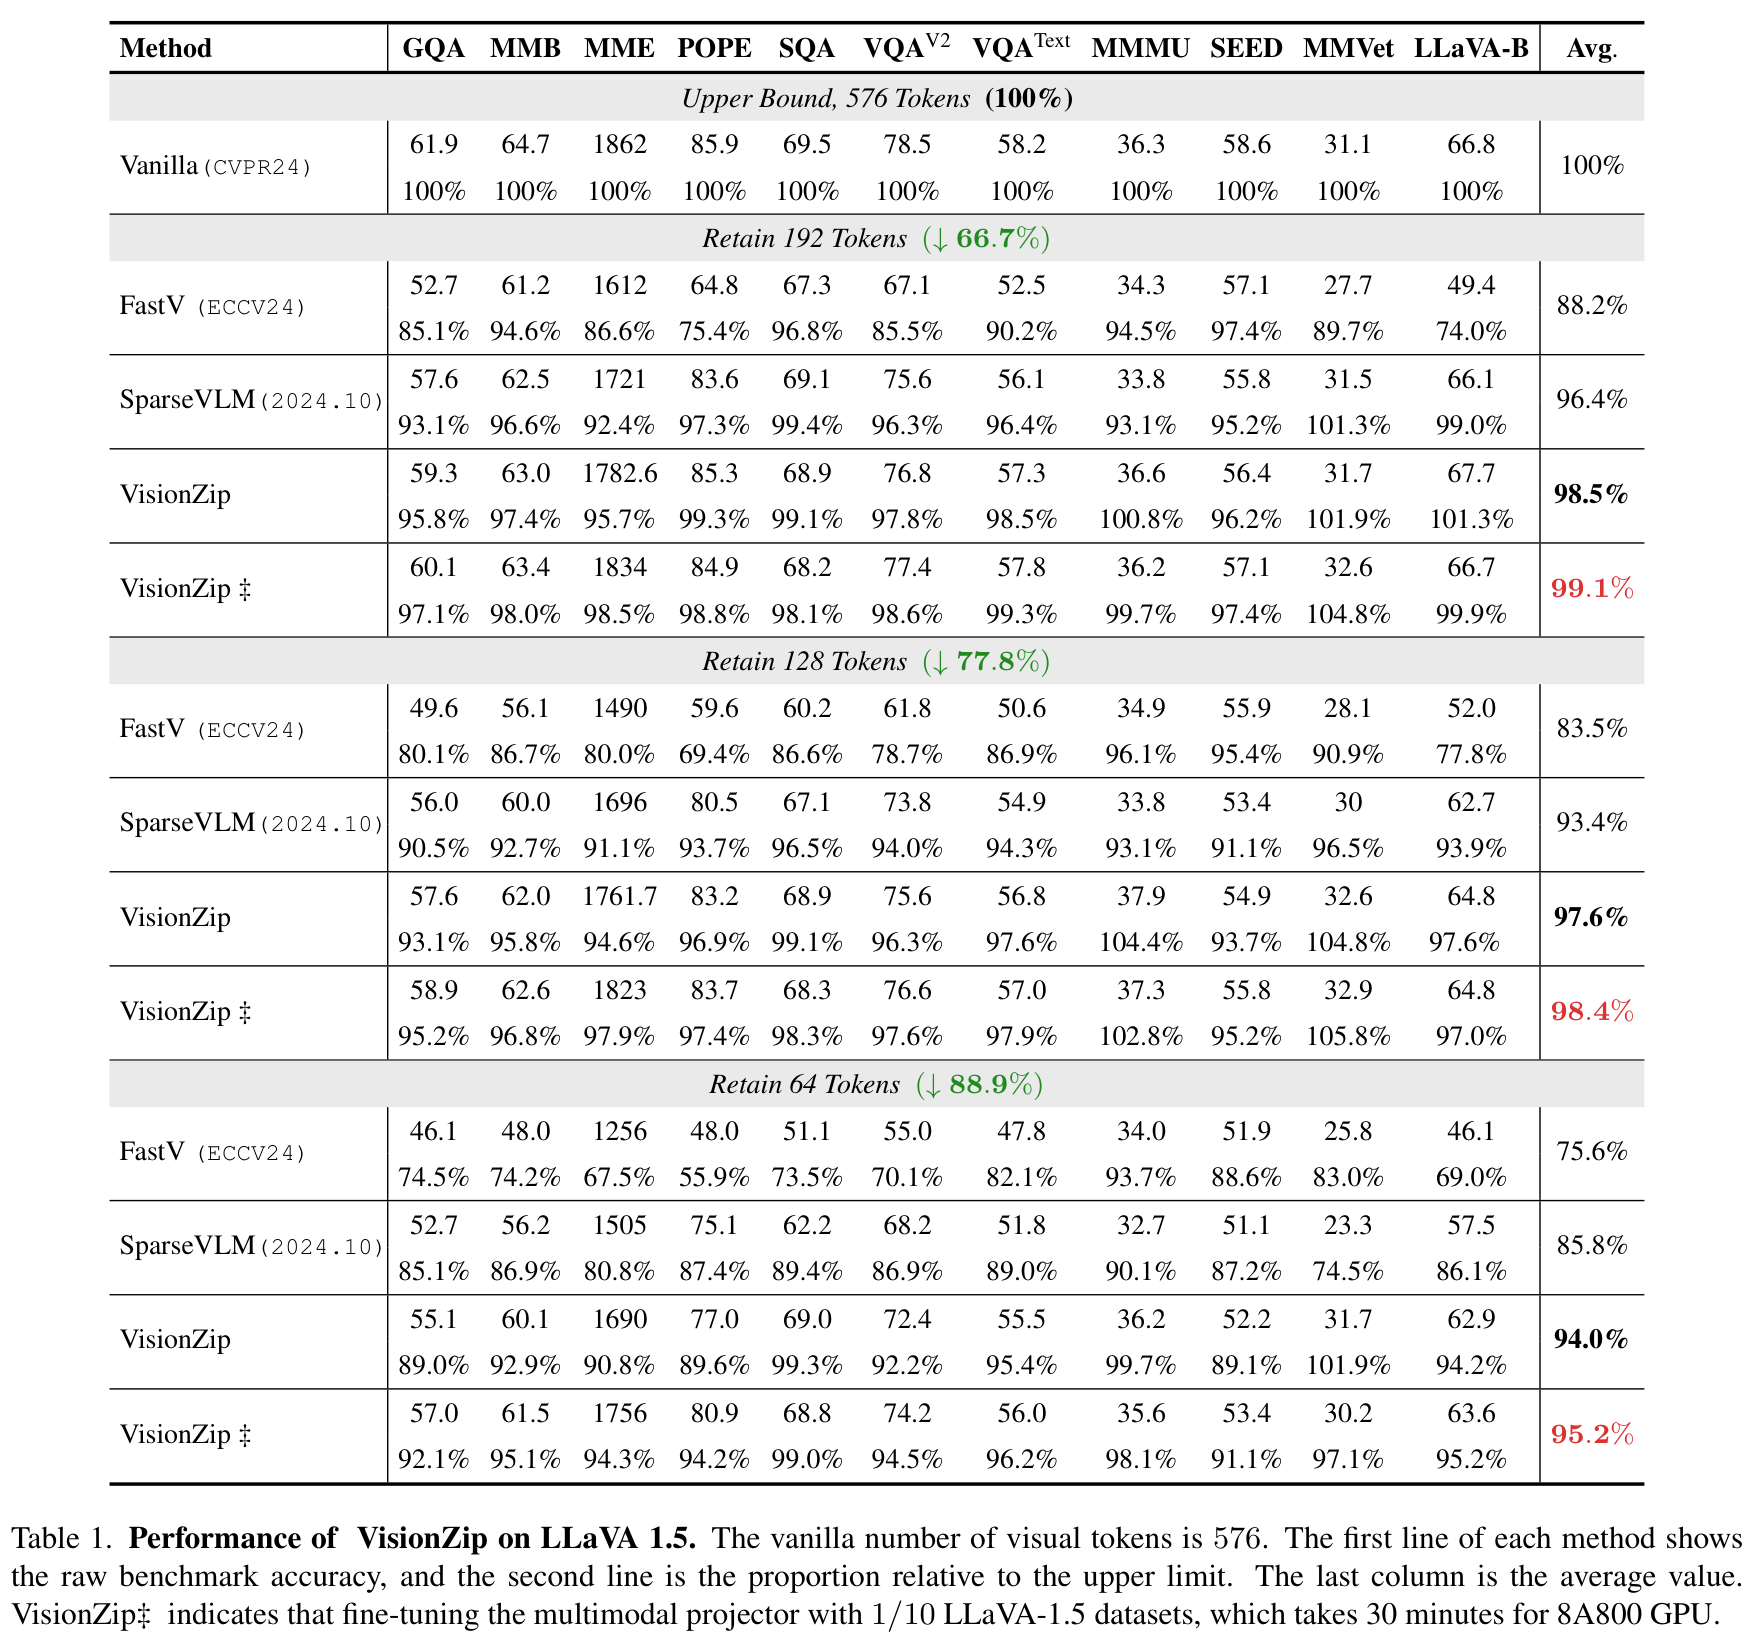 Method GQA MMB MME POPE SQA VQA^V2 VQA^Text MMMU SEED MMVet LLaVA-B Avg.
Upper Bound, 576 Tokens (100%)
Vanilla (CVPR24) 61.9 64.7 1862 85.9 69.5 78.5 58.2 36.3 58.6 31.1 66.8 100%
100% 100% 100% 100% 100% 100% 100% 100% 100% 100% 100%
Retain 192 Tokens (↓ 66.7%)
FastV (ECCV24) 52.7 61.2 1612 64.8 67.3 67.1 52.5 34.3 57.1 27.7 49.4 88.2%
85.1% 94.6% 86.6% 75.4% 96.8% 85.5% 90.2% 94.5% 97.4% 89.7% 74.0%
SparseVLM (2024.10) 57.6 62.5 1721 83.6 69.1 75.6 56.1 33.8 55.8 31.5 66.1 96.4%
93.1% 96.6% 92.4% 97.3% 99.4% 96.3% 96.4% 93.1% 95.2% 101.3% 99.0%
VisionZip 59.3 63.0 1782.6 85.3 68.9 76.8 57.3 36.6 56.4 31.7 67.7 98.5%
95.8% 97.4% 95.7% 99.3% 99.1% 97.8% 98.5% 100.8% 96.2% 101.9% 101.3%
VisionZip ‡ 60.1 63.4 1834 84.9 68.2 77.4 57.8 36.2 57.1 32.6 66.7 99.1%
97.1% 98.0% 98.5% 98.8% 98.1% 98.6% 99.3% 99.7% 97.4% 104.8% 99.9%
Retain 128 Tokens (↓ 77.8%)
FastV (ECCV24) 49.6 56.1 1490 59.6 60.2 61.8 50.6 34.9 55.9 28.1 52.0 83.5%
80.1% 86.7% 80.0% 69.4% 86.6% 78.7% 86.9% 96.1% 95.4% 90.9% 77.8%
SparseVLM (2024.10) 56.0 60.0 1696 80.5 67.1 73.8 54.9 33.8 53.4 30 62.7 93.4%
90.5% 92.7% 91.1% 93.7% 96.5% 94.0% 94.3% 93.1% 91.1% 96.5% 93.9%
VisionZip 57.6 62.0 1761.7 83.2 68.9 75.6 56.8 37.9 54.9 32.6 64.8 97.6%
93.1% 95.8% 94.6% 96.9% 99.1% 96.3% 97.6% 104.4% 93.7% 104.8% 97.6%
VisionZip ‡ 58.9 62.6 1823 83.7 68.3 76.6 57.0 37.3 55.8 32.9 64.8 98.4%
95.2% 96.8% 97.9% 97.4% 98.3% 97.6% 97.9% 102.8% 95.2% 105.8% 97.0%
Retain 64 Tokens (↓ 88.9%)
FastV (ECCV24) 46.1 48.0 1256 48.0 51.1 55.0 47.8 34.0 51.9 25.8 46.1 75.6%
74.5% 74.2% 67.5% 55.9% 73.5% 70.1% 82.1% 93.7% 88.6% 83.0% 69.0%
SparseVLM (2024.10) 52.7 56.2 1505 75.1 62.2 68.2 51.8 32.7 51.1 23.3 57.5 85.8%
85.1% 86.9% 80.8% 87.4% 89.4% 86.9% 89.0% 90.1% 87.2% 74.5% 86.1%
VisionZip 55.1 60.1 1690 77.0 69.0 72.4 55.5 36.2 52.2 31.7 62.9 94.0%
89.0% 92.9% 90.8% 89.6% 99.3% 92.2% 95.4% 99.7% 89.1% 101.9% 94.2%
VisionZip ‡ 57.0 61.5 1756 80.9 68.8 74.2 56.0 35.6 53.4 30.2 63.6 95.2%
92.1% 95.1% 94.3% 94.2% 99.0% 94.5% 96.2% 98.1% 91.1% 97.1% 95.2%
Table 1. Performance of VisionZip on LLaVA 1.5. The vanilla number of visual tokens is 576. The first line of each method shows
the raw benchmark accuracy, and the second line is the proportion relative to the upper limit. The last column is the average value.
VisionZip‡ indicates that fine-tuning the multimodal projector with 1/10 LLaVA-1.5 datasets, which takes 30 minutes for 8A800 GPU.